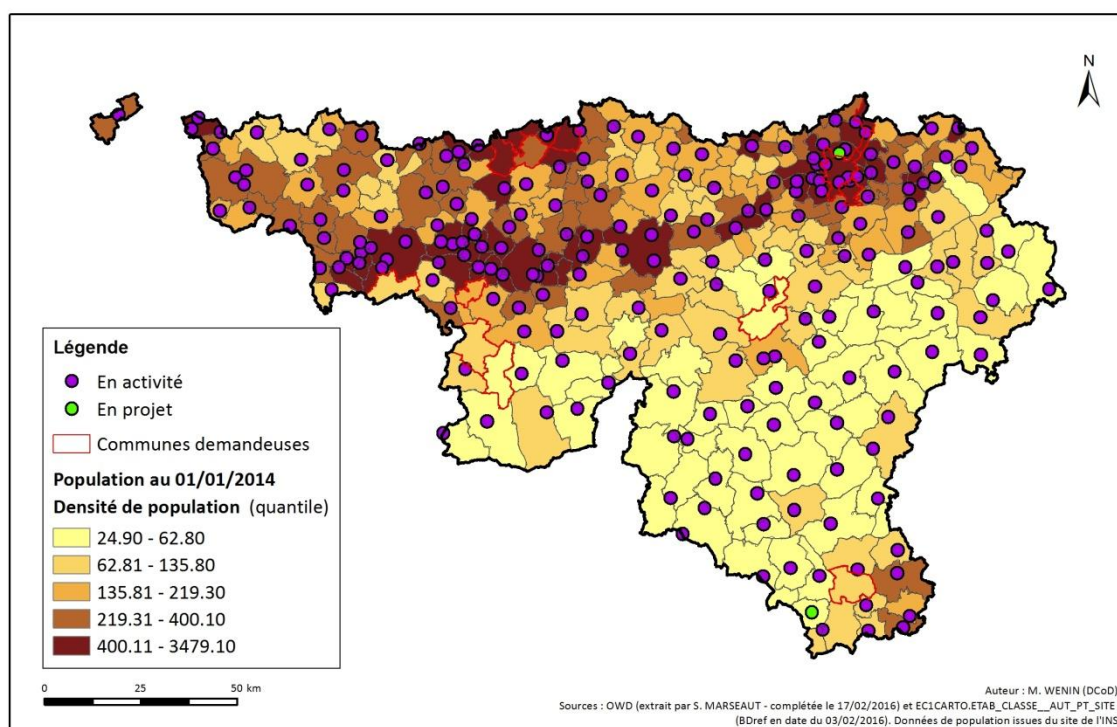 N
Légende
En activité
En projet
Communes demandeuses
Population au 01/01/2014
Densité de population (quantile)
24.90 - 62.80
62.81 - 135.80
135.81 - 219.30
219.31 - 400.10
400.11 - 3479.10
0 25 50 km
Auteur : M. WENIN (DCoD)
Sources : OWD (extrait par S. MARSEAUT - complétée le 17/02/2016) et EC1CARTO.ETAB_CLASSE__AUT_PT_SITE
(BDref en date du 03/02/2016). Données de population issues du site de l'INS